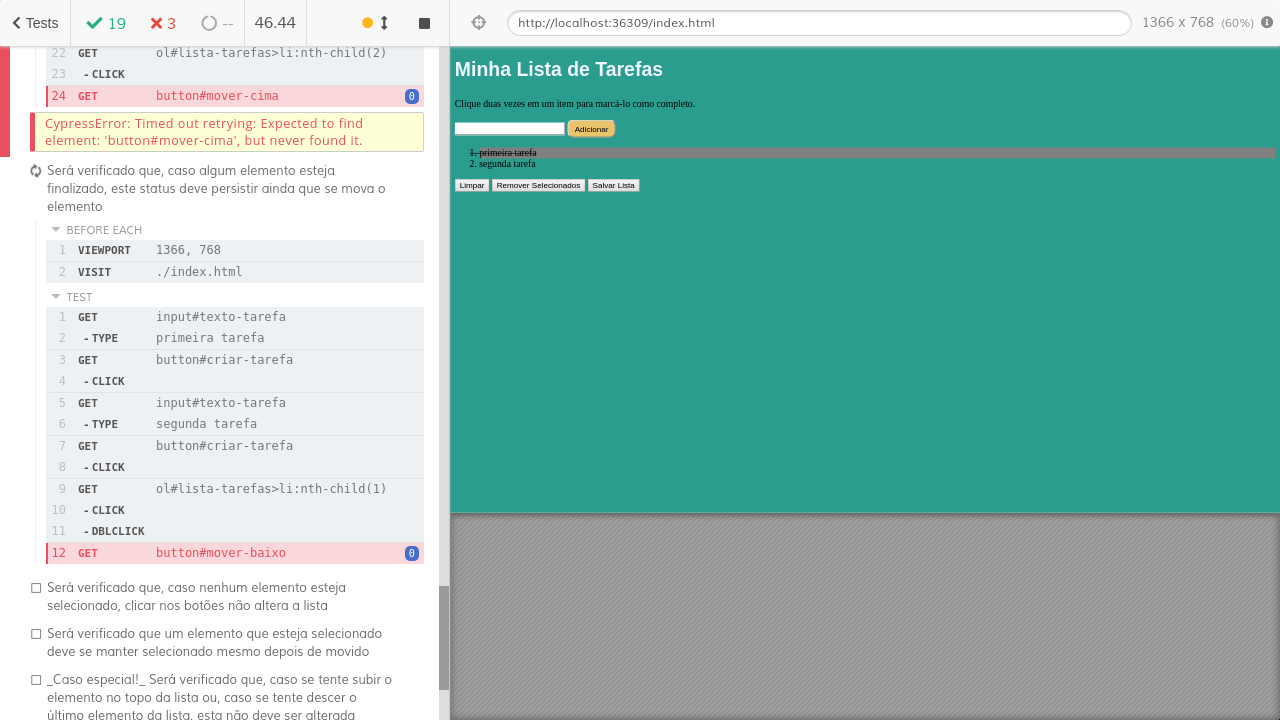 Tests
19
3
--
46.44
http://localhost:36309/index.html
1366 x 768 (60%)
22 GET ol#lista-tarefas>li:nth-child(2)
23 - CLICK
24 GET button#mover-cima 0
CypressError: Timed out retrying: Expected to find
element: 'button#mover-cima', but never found it.
Será verificado que, caso algum elemento esteja
finalizado, este status deve persistir ainda que se mova o
elemento
BEFORE EACH
1 VIEWPORT 1366, 768
2 VISIT ./index.html
TEST
1 GET input#texto-tarefa
2 - TYPE primeira tarefa
3 GET button#criar-tarefa
4 - CLICK
5 GET input#texto-tarefa
6 - TYPE segunda tarefa
7 GET button#criar-tarefa
8 - CLICK
9 GET ol#lista-tarefas>li:nth-child(1)
10 - CLICK
11 - DBLCLICK
12 GET button#mover-baixo 0
Será verificado que, caso nenhum elemento esteja
selecionado, clicar nos botões não altera a lista
Será verificado que um elemento que esteja selecionado
deve se manter selecionado mesmo depois de movido
_Caso especial!_ Será verificado que, caso se tente subir o
elemento no topo da lista ou, caso se tente descer o
último elemento da lista, esta não deve ser alterada
Minha Lista de Tarefas
Clique duas vezes em um item para marcá-lo como completo.
Adicionar
1. primeira tarefa
2. segunda tarefa
Limpar Remover Selecionados Salvar Lista